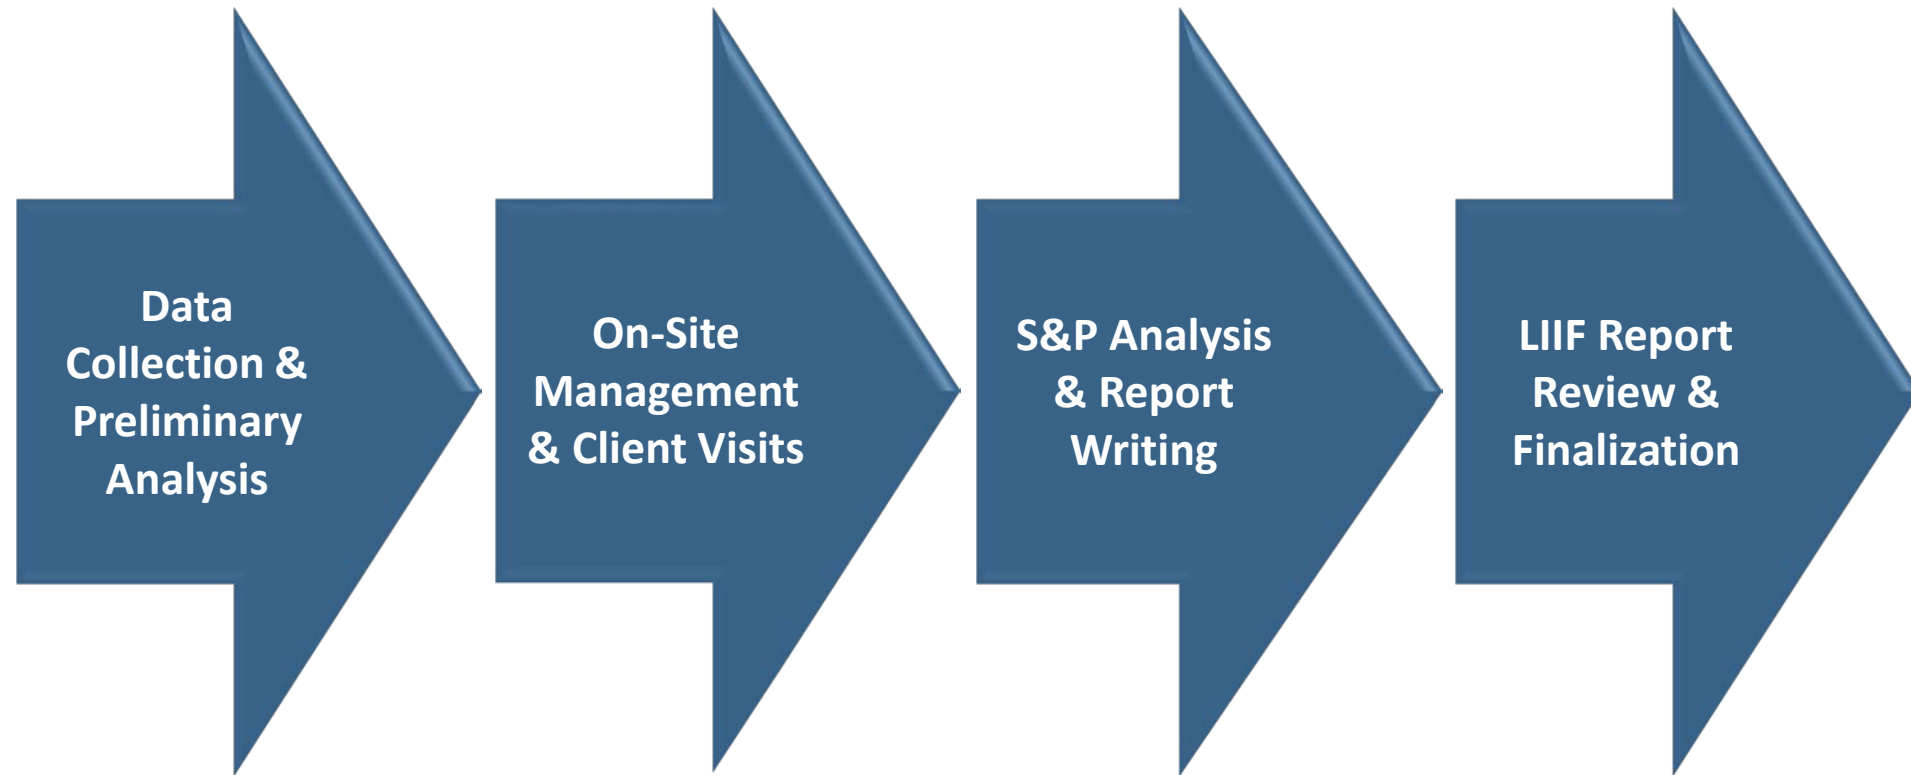 Data
Collection &
Preliminary
Analysis
On-Site
Management
& Client Visits
S&P Analysis
& Report
Writing
LIIF Report
Review &
Finalization